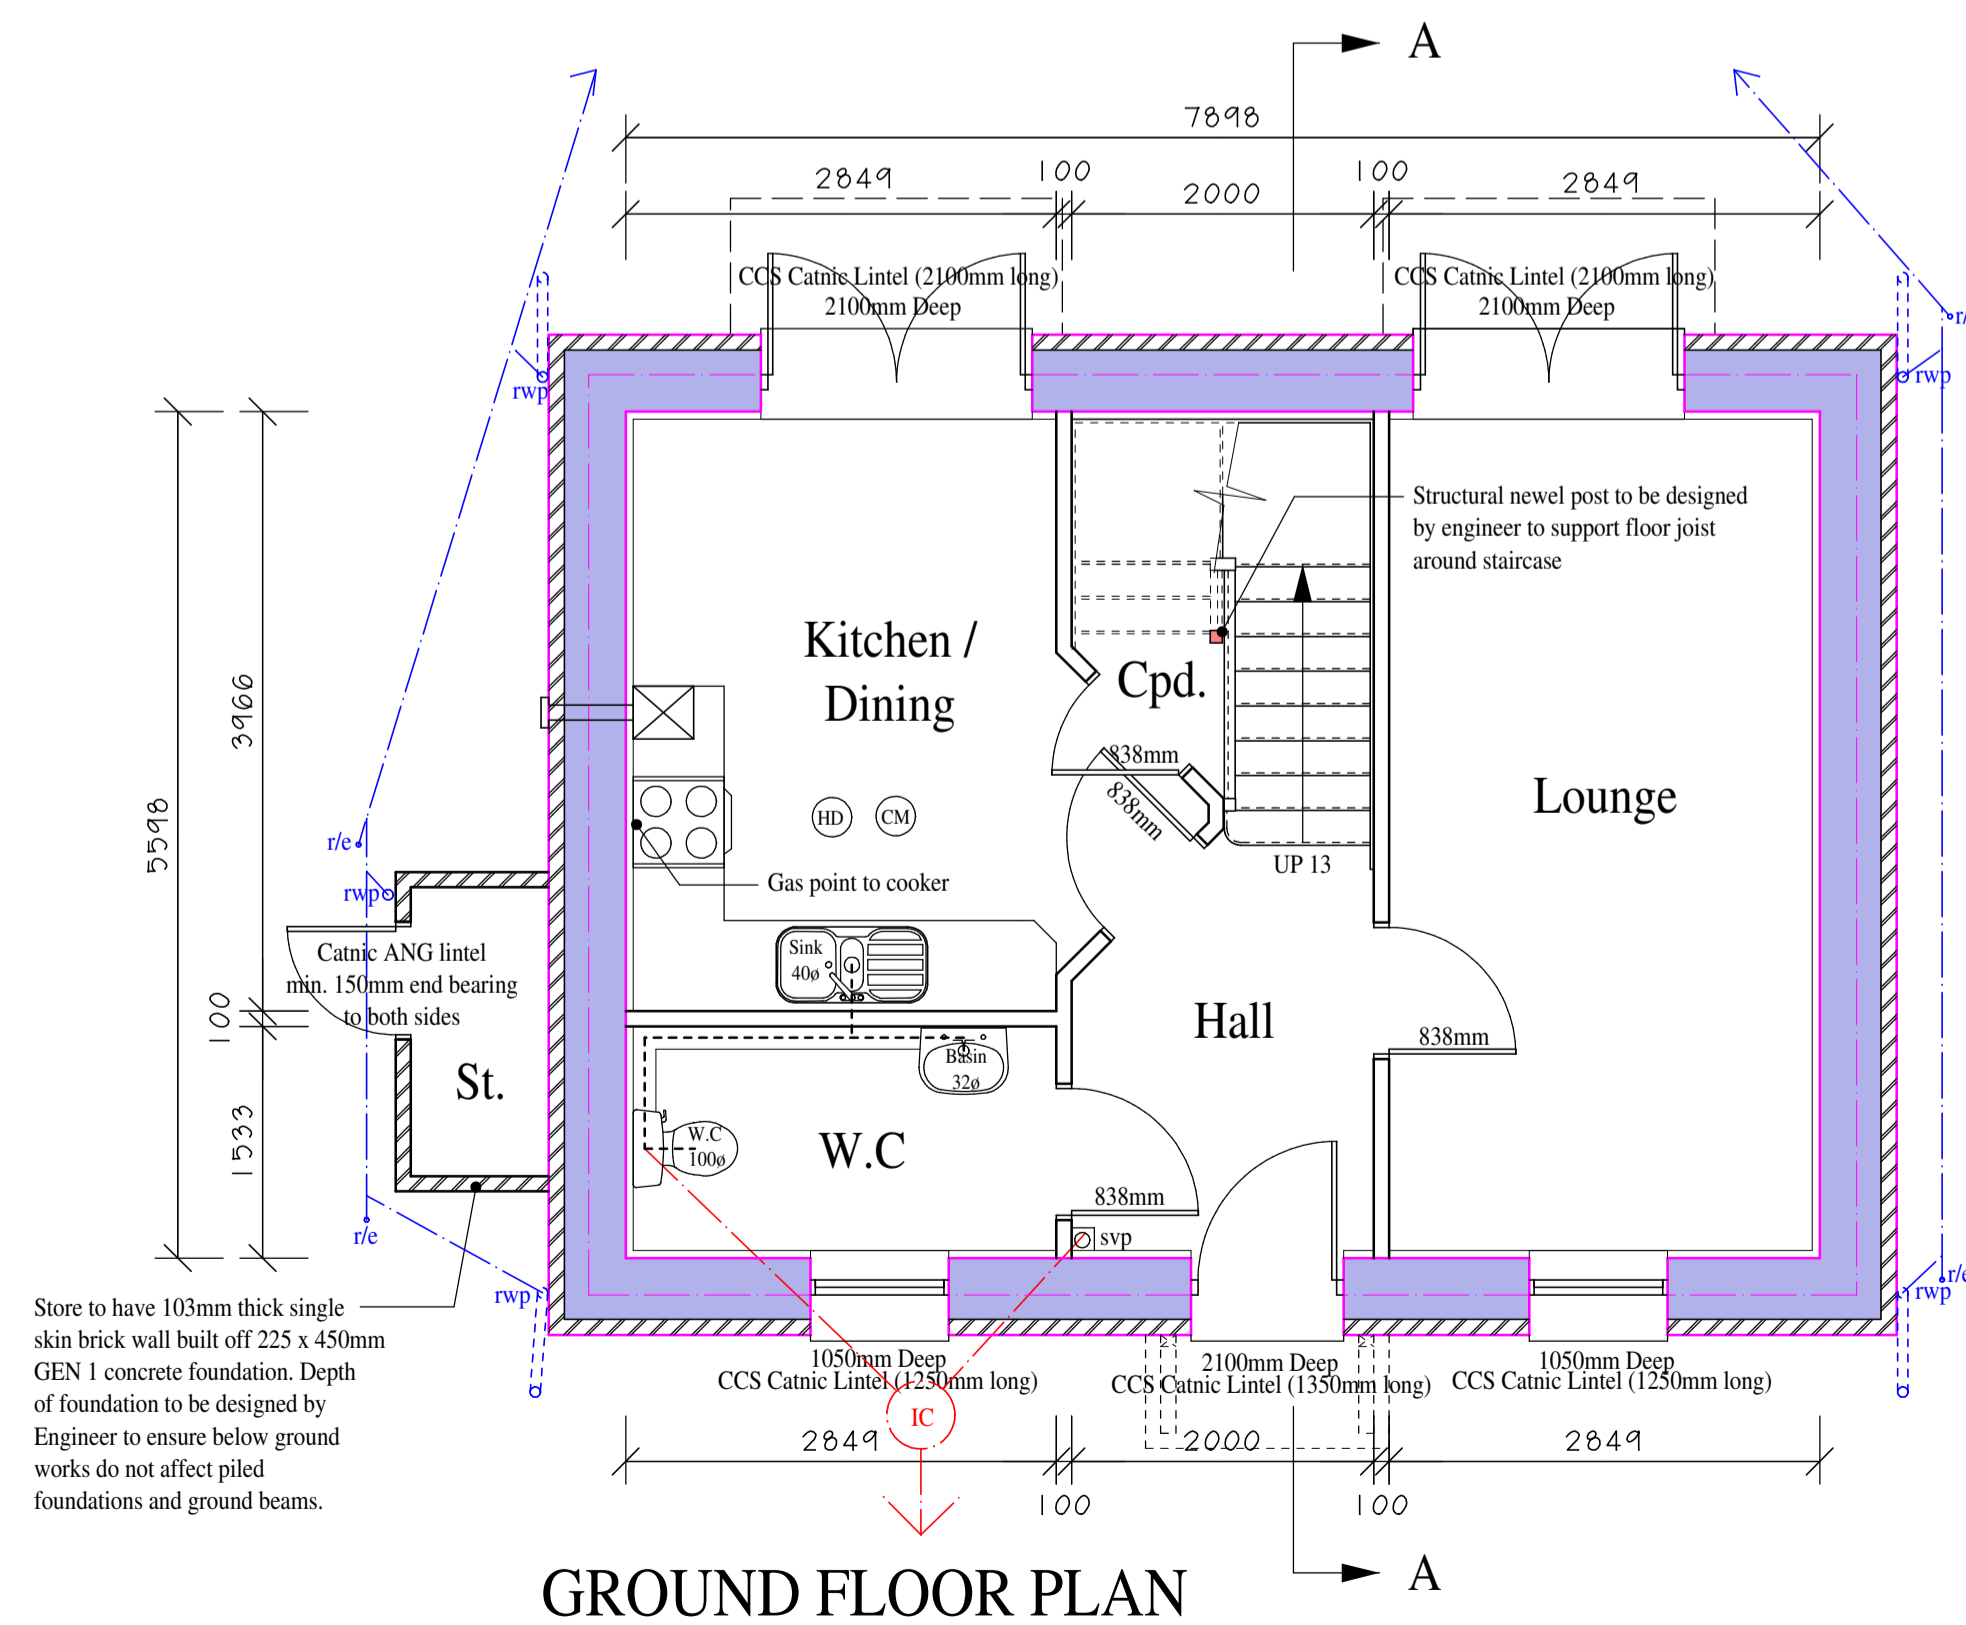 A
7898
2849
100
2000
100
2849
CCS Catnic Lintel (2100mm long)
2100mm Deep
CCS Catnic Lintel (2100mm long)
2100mm Deep
rwp
rwp
Structural newel post to be designed
by engineer to support floor joist
around staircase
Kitchen /
Dining
Cpd.
838mm
838mm
Lounge
HD
CM
UP 13
Gas point to cooker
5598
3966
100
1533
r/e
rwp
Catnic ANG lintel
min. 150mm end bearing
to both sides
St.
r/e
Sink
40ø
Hall
838mm
Basin
32ø
W.C
100ø
W.C
838mm
svp
rwp
r/e
rwp
Store to have 103mm thick single
skin brick wall built off 225 x 450mm
GEN 1 concrete foundation. Depth
of foundation to be designed by
Engineer to ensure below ground
works do not affect piled
foundations and ground beams.
1050mm Deep
CCS Catnic Lintel (1250mm long)
2100mm Deep
CCS Catnic Lintel (1350mm long)
1050mm Deep
CCS Catnic Lintel (1250mm long)
IC
2849
2000
2849
100
100
A
GROUND FLOOR PLAN